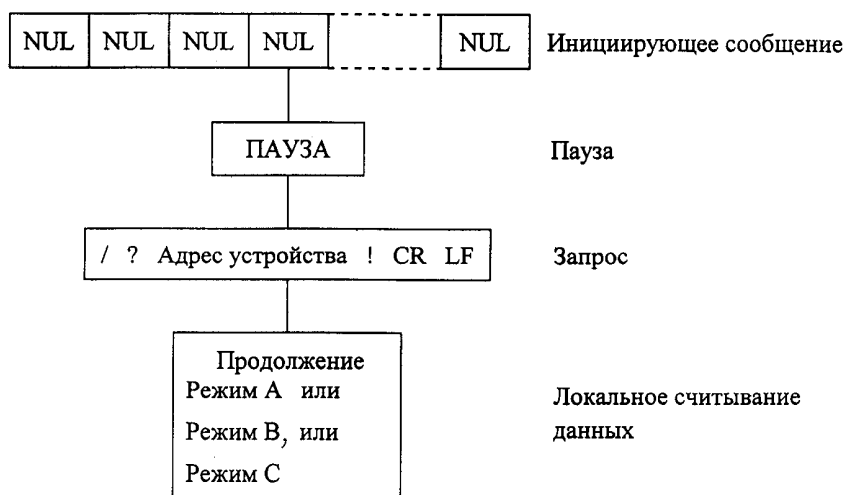 NUL NUL NUL NUL NUL Инициирующее сообщение
ПАУЗА Пауза
/ ? Адрес устройства ! CR LF Запрос
Продолжение
Режим А или
Режим В, или
Режим С
Локальное считывание
данных